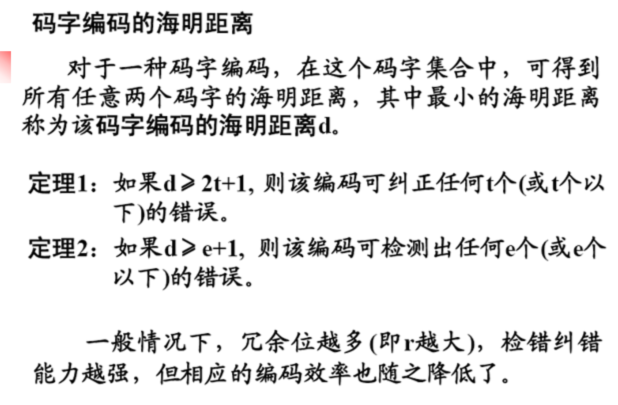 码字编码的海明距离
对于一种码字编码，在这个码字集合中，可得到
所有任意两个码字的海明距离，其中最小的海明距离
称为该码字编码的海明距离d。
定理1：如果d≥2t+1, 则该编码可纠正任何t个(或t个以
下)的错误。
定理2：如果d≥e+1, 则该编码可检测出任何e个(或e个
以下)的错误。
一般情况下，冗余位越多(即r越大)，检错纠错
能力越强，但相应的编码效率也随之降低了。